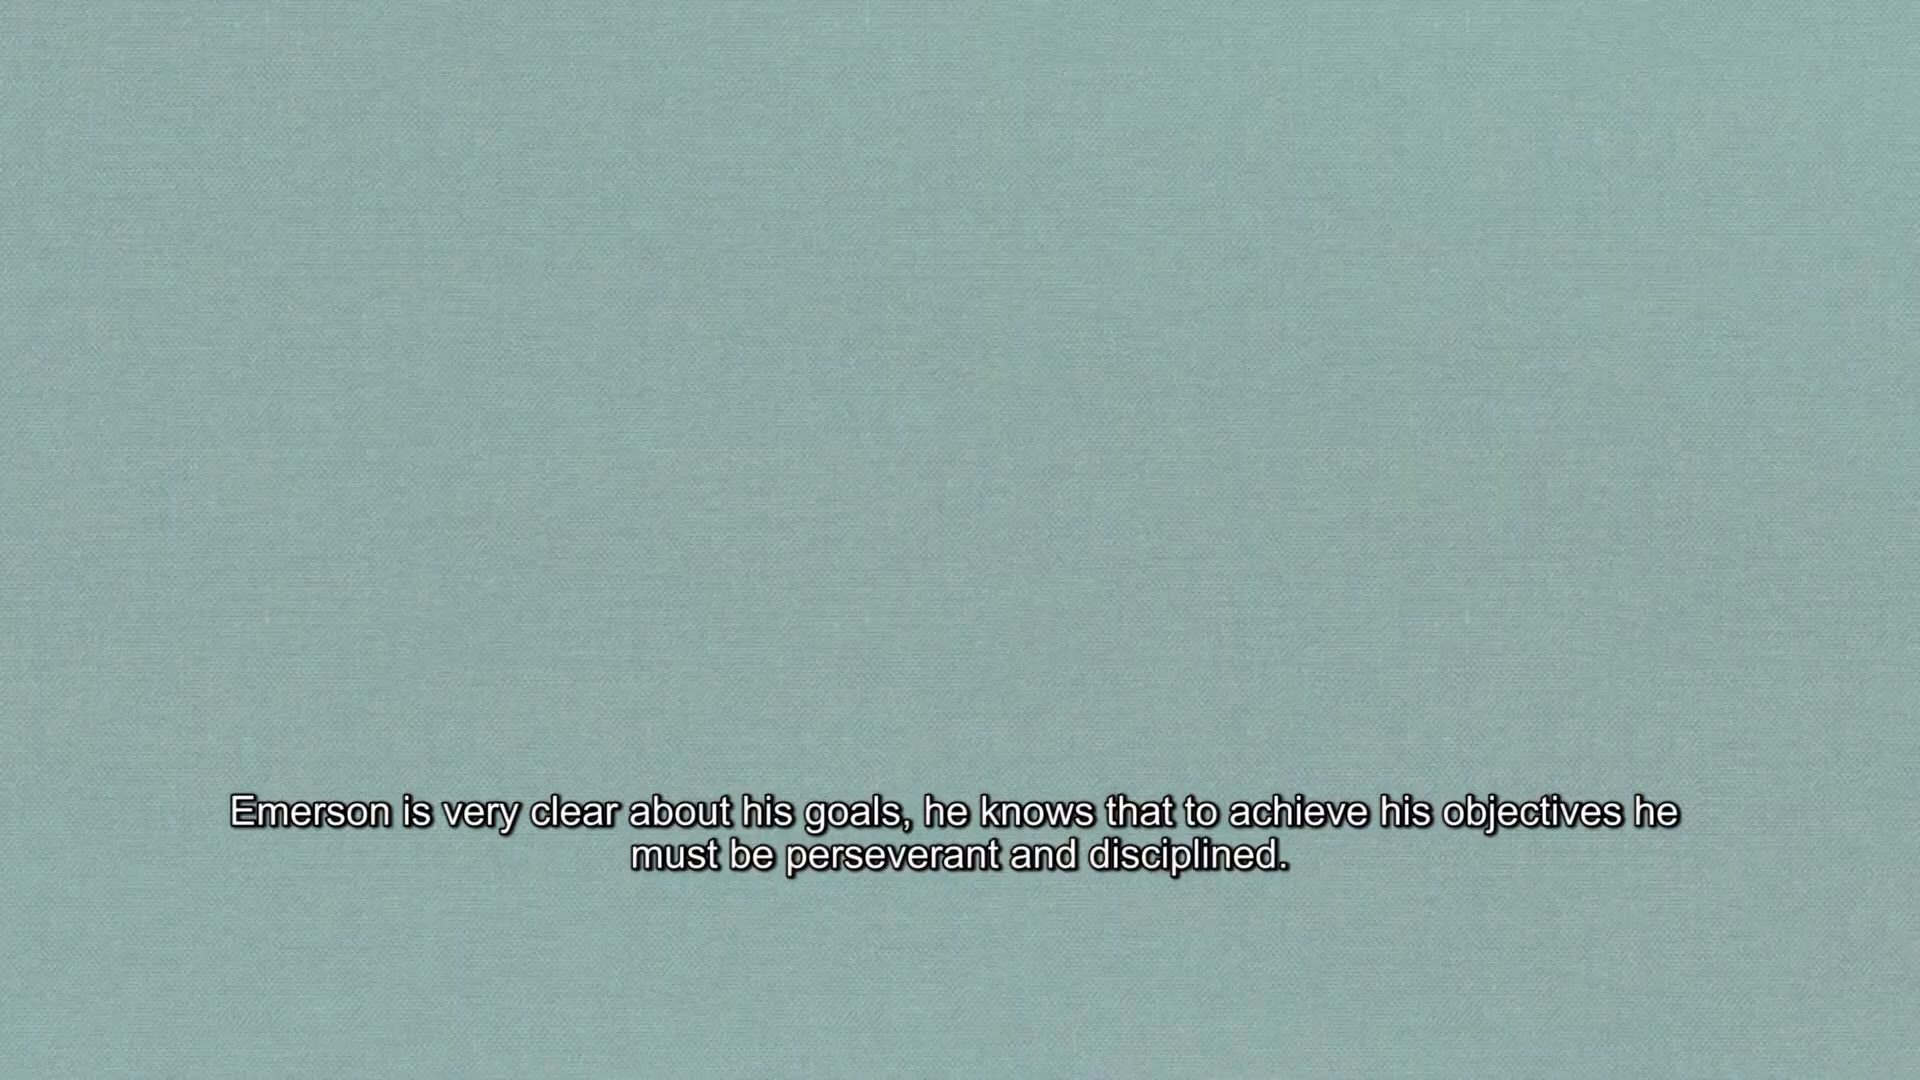 Emerson is very clear about his goals, he knows that to achieve his objectives he
must be perseverant and disciplined.